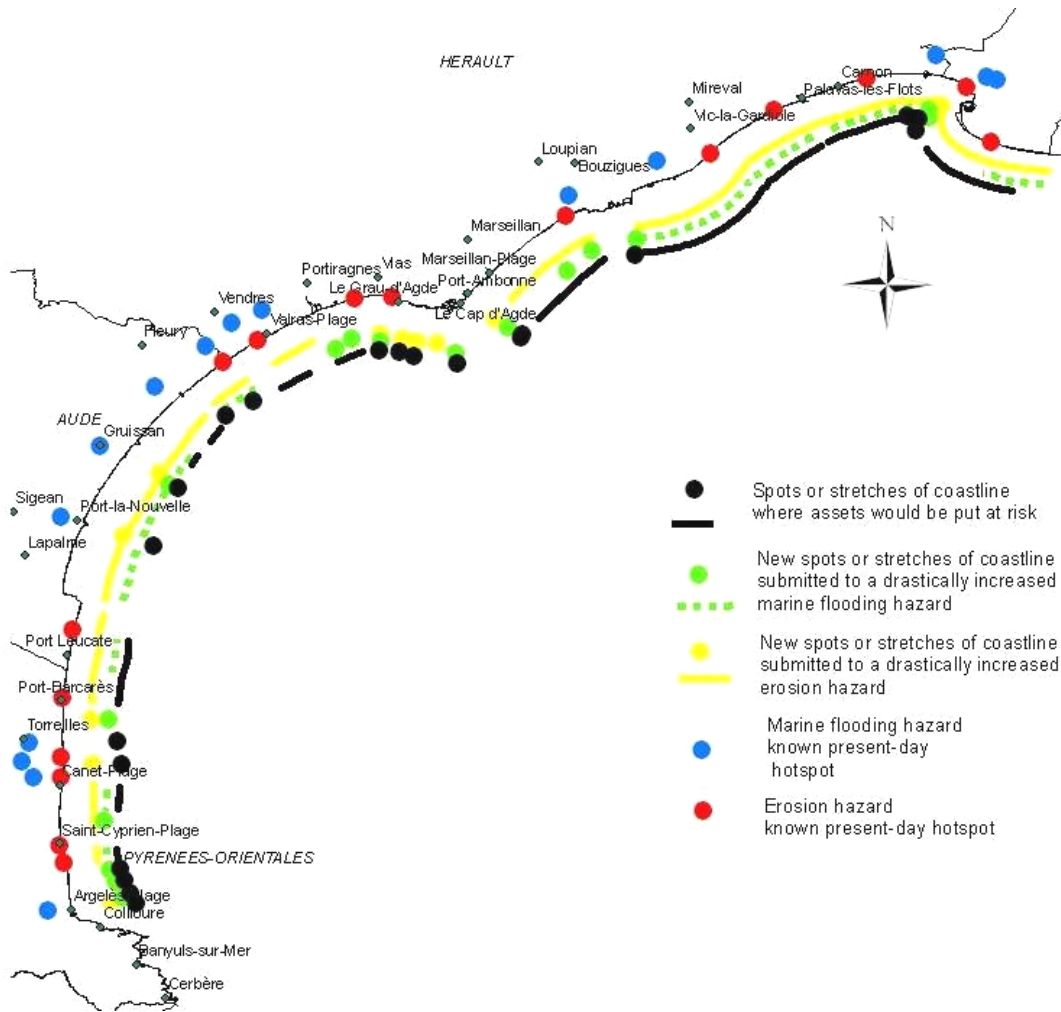 HERAULT
Carnon
Mireval
Palavas-les-Flots
Vic-la-Gardiole
Loupian
Bouzigues
Marseillan
N
Marseillan-Plage
Portiragnes
Vias
Le Grau-d'Agde
Port-Ambonne
Vendres
Le Cap d'Agde
Valras-Plage
Fleury
AUDE
Gruissan
Sigean
Port-la-Nouvelle
Lapalme
Port Leucate
Port-Barcarès
Torreilles
Canet-Plage
Saint-Cyprien-Plage
PYRENEES-ORIENTALES
Argelès-Plage
Collioure
Banyuls-sur-Mer
Cerbère
Spots or stretches of coastline
where assets would be put at risk
New spots or stretches of coastline
submitted to a drastically increased
marine flooding hazard
New spots or stretches of coastline
submitted to a drastically increased
erosion hazard
Marine flooding hazard
known present-day
hotspot
Erosion hazard
known present-day hotspot